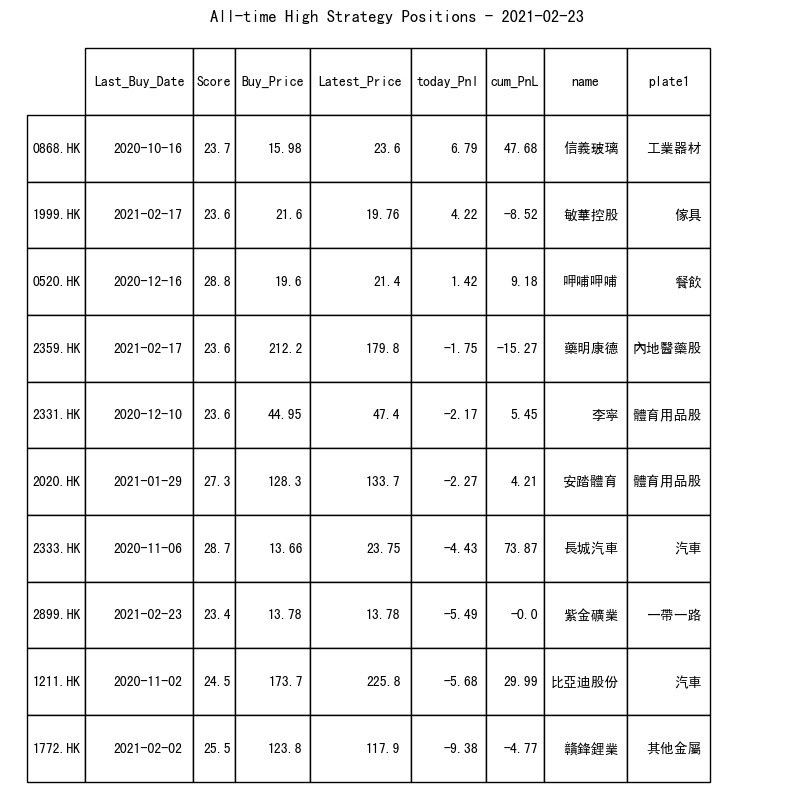 All-time High Strategy Positions - 2021-02-23
Last_Buy_Date Score Buy_Price Latest_Price today_Pnl cum_PnL name plate1
0868.HK 2020-10-16 23.7 15.98 23.6 6.79 47.68 信義玻璃 工業器材
1999.HK 2021-02-17 23.6 21.6 19.76 4.22 -8.52 敏華控股 傢具
0520.HK 2020-12-16 28.8 19.6 21.4 1.42 9.18 呷哺呷哺 餐飲
2359.HK 2021-02-17 23.6 212.2 179.8 -1.75 -15.27 藥明康德 內地醫藥股
2331.HK 2020-12-10 23.6 44.95 47.4 -2.17 5.45 李寧 體育用品股
2020.HK 2021-01-29 27.3 128.3 133.7 -2.27 4.21 安踏體育 體育用品股
2333.HK 2020-11-06 28.7 13.66 23.75 -4.43 73.87 長城汽車 汽車
2899.HK 2021-02-23 23.4 13.78 13.78 -5.49 -0.0 紫金礦業 一帶一路
1211.HK 2020-11-02 24.5 173.7 225.8 -5.68 29.99 比亞迪股份 汽車
1772.HK 2021-02-02 25.5 123.8 117.9 -9.38 -4.77 贛鋒鋰業 其他金屬